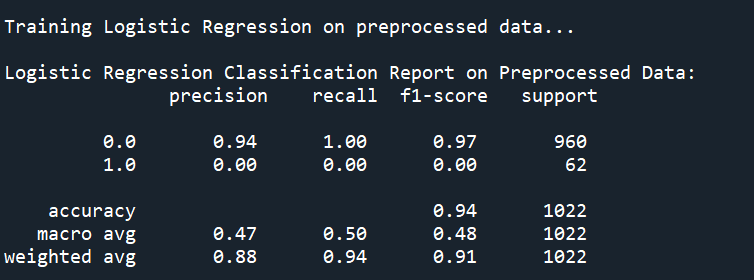 Training Logistic Regression on preprocessed data...
Logistic Regression Classification Report on Preprocessed Data:
precision recall f1-score support
0.0 0.94 1.00 0.97 960
1.0 0.00 0.00 0.00 62
accuracy 0.94 1022
macro avg 0.47 0.50 0.48 1022
weighted avg 0.88 0.94 0.91 1022